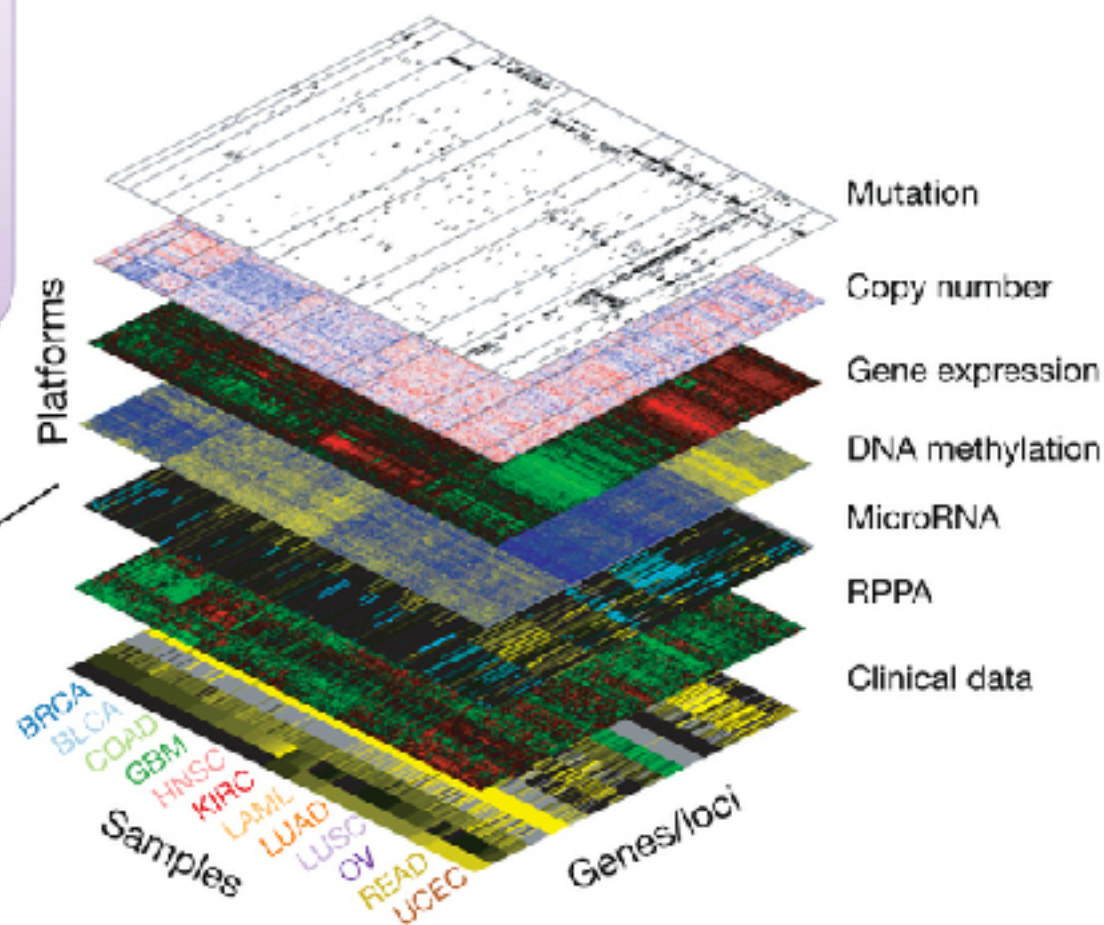 Mutation
Copy number
Gene expression
DNA methylation
MicroRNA
RPPA
Clinical data
Platforms
BRCA
BLCA
COAD
GBM
HNSC
KIRC
LAML
LUAD
LUSC
OV
READ
UCEC
Samples
Genes/loci